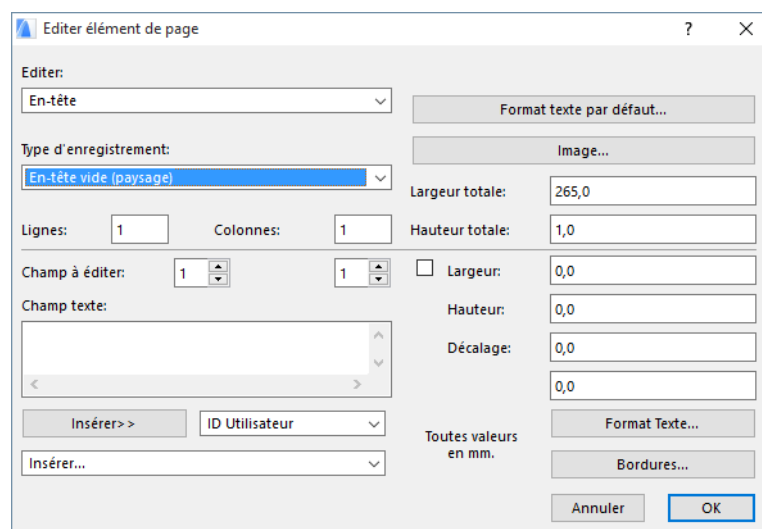 Editer élément de page
?
Editer:
En-tête
Format texte par défaut...
Type d'enregistrement:
Image...
En-tête vide (paysage)
Largeur totale: 265,0
Lignes: 1 Colonnes: 1 Hauteur totale: 1,0
Champ à éditer: 1 1 Largeur: 0,0
Champ texte: Hauteur: 0,0
Décalage: 0,0
0,0
Insérer>> ID Utilisateur Toutes valeurs Format Texte...
en mm.
Insérer... Bordures...
Annuler OK